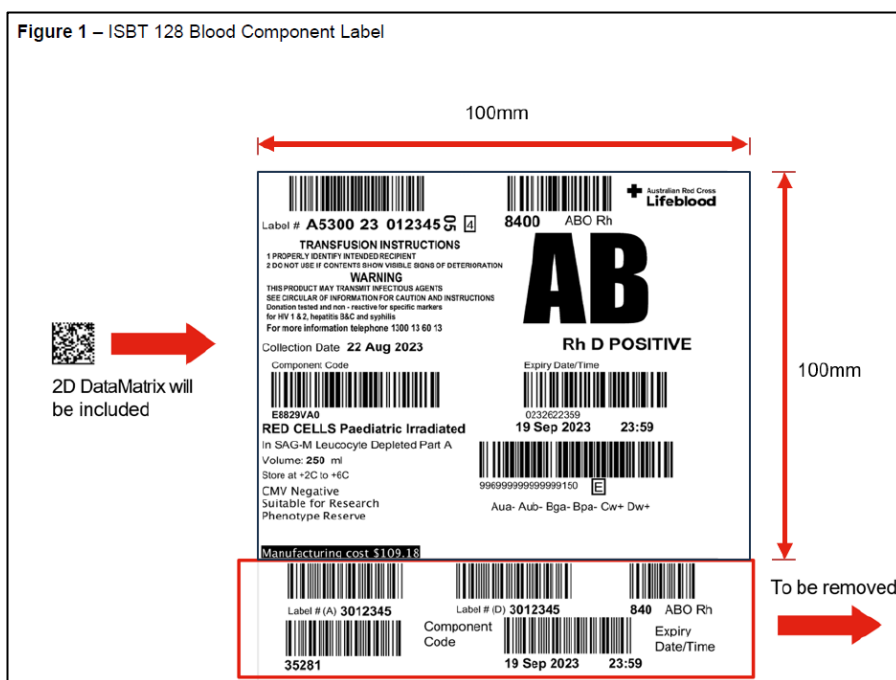 Figure 1 – ISBT 128 Blood Component Label
100mm
Australian Red Cross
Lifeblood
Label # A5300 23 012345 05 4
8400 ABO Rh
TRANSFUSION INSTRUCTIONS
1 PROPERLY IDENTIFY INTENDED RECIPIENT
2 DO NOT USE IF CONTENTS SHOW VISIBLE SIGNS OF DETERIORATION
WARNING
THIS PRODUCT MAY TRANSMIT INFECTIOUS AGENTS
SEE CIRCULAR OF INFORMATION FOR CAUTION AND INSTRUCTIONS
Donation tested and non - reactive for specific markers
for HIV 1 & 2, hepatitis B&C and syphilis
For more information telephone 1300 13 60 13
AB
Rh D POSITIVE
Collection Date 22 Aug 2023
Component Code
E8829VA0
Expiry Date/Time
0232622359
19 Sep 2023 23:59
RED CELLS Paediatric Irradiated
In SAG-M Leucocyte Depleted Part A
Volume: 250 ml
Store at +2C to +6C
CMV Negative
Suitable for Research
Phenotype Reserve
996999999999999150 E
Aua- Aub- Bga- Bpa- Cw+ Dw+
Manufacturing cost $109.18
2D DataMatrix will
be included
100mm
Label # (A) 3012345
Label # (D) 3012345
840 ABO Rh
35281
Component
Code
19 Sep 2023 23:59
Expiry
Date/Time
To be removed